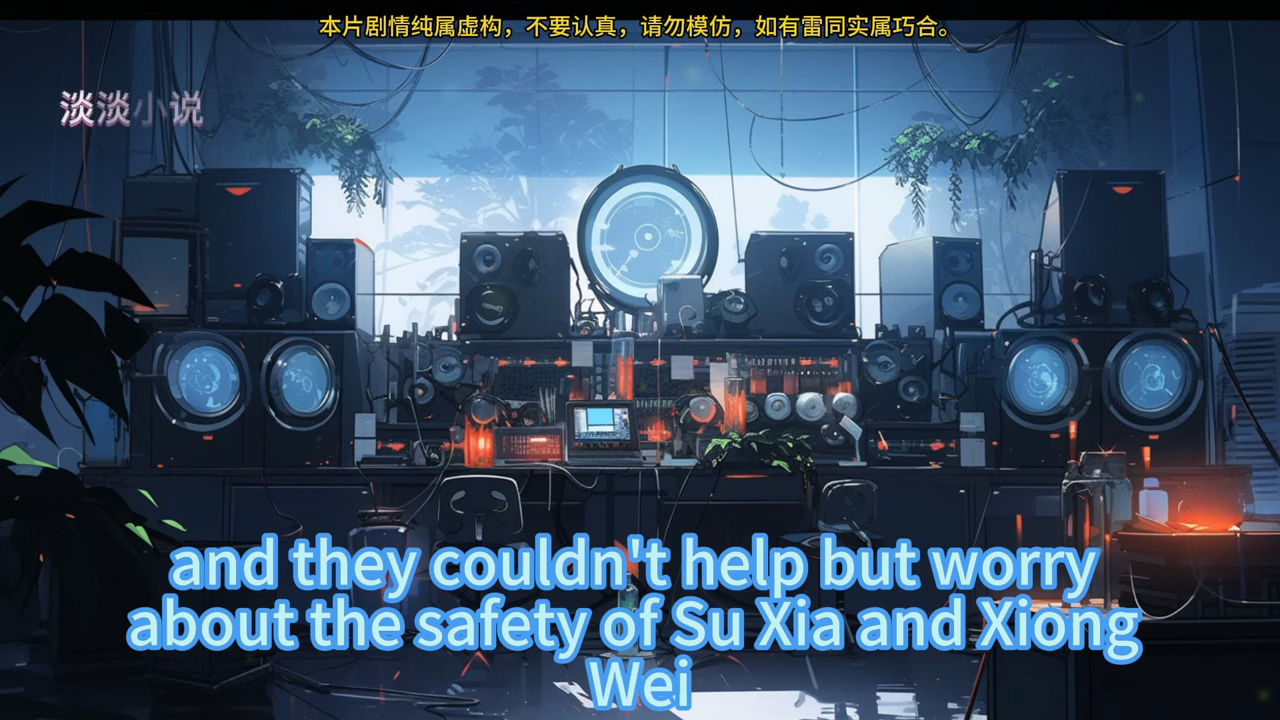 本片剧情纯属虚构，不要认真，请勿模仿，如有雷同实属巧合。
淡淡小说
and they couldn't help but worry
about the safety of Su Xia and Xiong
Wei